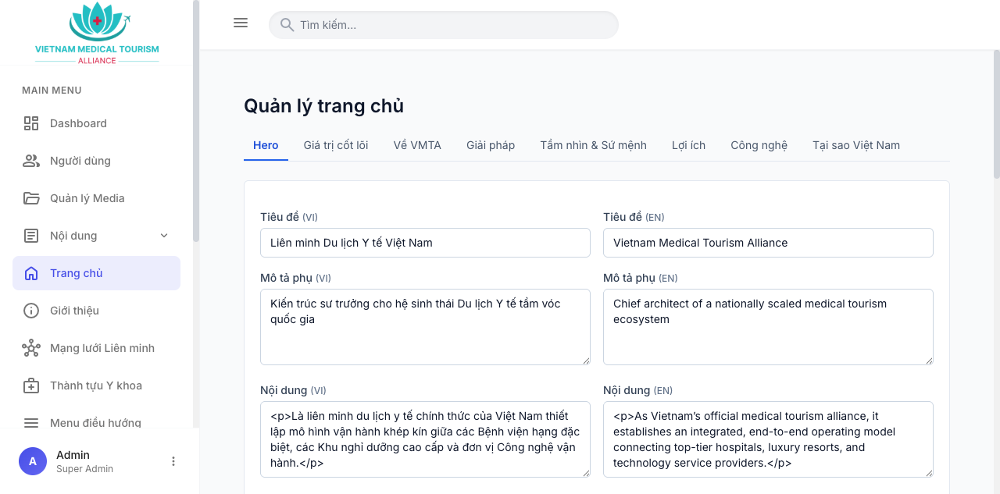 VIETNAM MEDICAL TOURISM
ALLIANCE
Tìm kiếm...
MAIN MENU
Dashboard
Người dùng
Quản lý Media
Nội dung
Trang chủ
Giới thiệu
Mạng lưới Liên minh
Thành tựu Y khoa
Menu điều hướng
A
Admin
Super Admin
Quản lý trang chủ
Hero Giá trị cốt lõi Về VMTA Giải pháp Tầm nhìn & Sứ mệnh Lợi ích Công nghệ Tại sao Việt Nam
Tiêu đề (VI)
Liên minh Du lịch Y tế Việt Nam
Tiêu đề (EN)
Vietnam Medical Tourism Alliance
Mô tả phụ (VI)
Kiến trúc sư trưởng cho hệ sinh thái Du lịch Y tế tầm vóc
quốc gia
Mô tả phụ (EN)
Chief architect of a nationally scaled medical tourism
ecosystem
Nội dung (VI)
<p>Là liên minh du lịch y tế chính thức của Việt Nam thiết
lập mô hình vận hành khép kín giữa các Bệnh viện hạng đặc
biệt, các Khu nghỉ dưỡng cao cấp và đơn vị Công nghệ vận
hành.</p>
Nội dung (EN)
<p>As Vietnam’s official medical tourism alliance, it
establishes an integrated, end-to-end operating model
connecting top-tier hospitals, luxury resorts, and
technology service providers.</p>